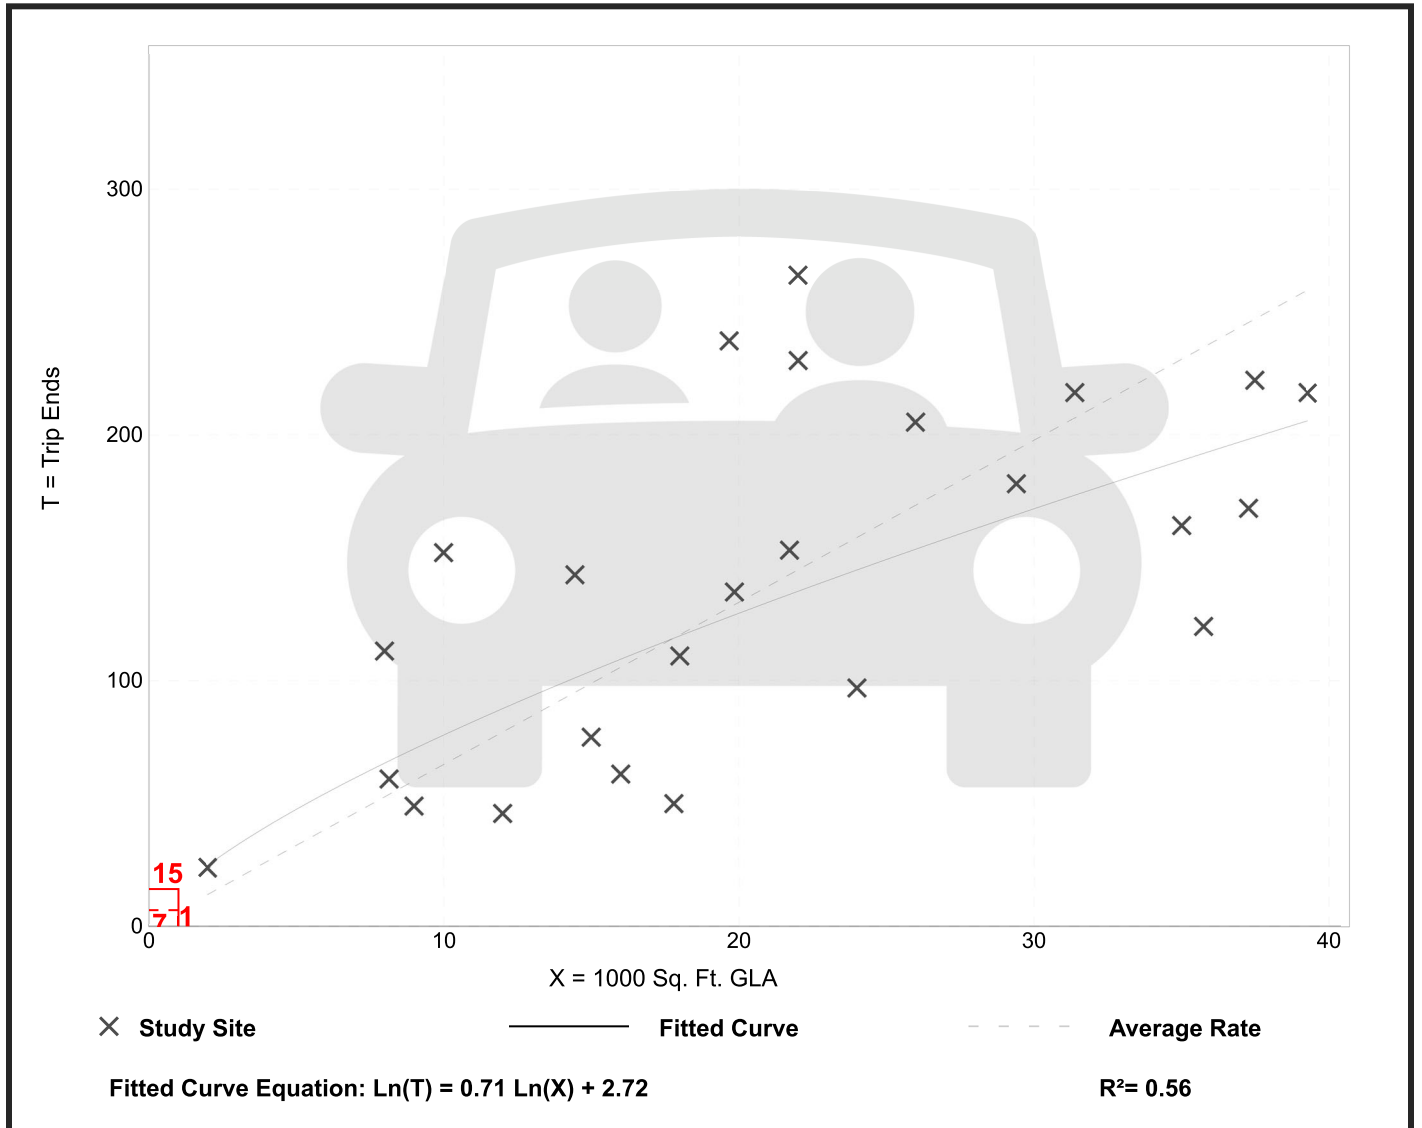 300
200
100
0
T = Trip Ends
15
7
1
0 10 20 30 40
X = 1000 Sq. Ft. GLA
Study Site Fitted Curve Average Rate
Fitted Curve Equation: Ln(T) = 0.71 Ln(X) + 2.72 R²= 0.56